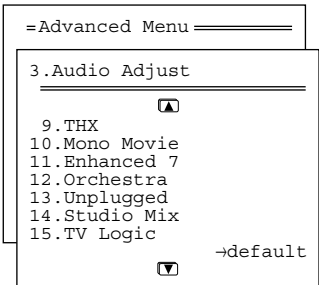 =Advanced Menu
3.Audio Adjust
9.THX
10.Mono Movie
11.Enhanced 7
12.Orchestra
13.Unplugged
14.Studio Mix
15.TV Logic
→default